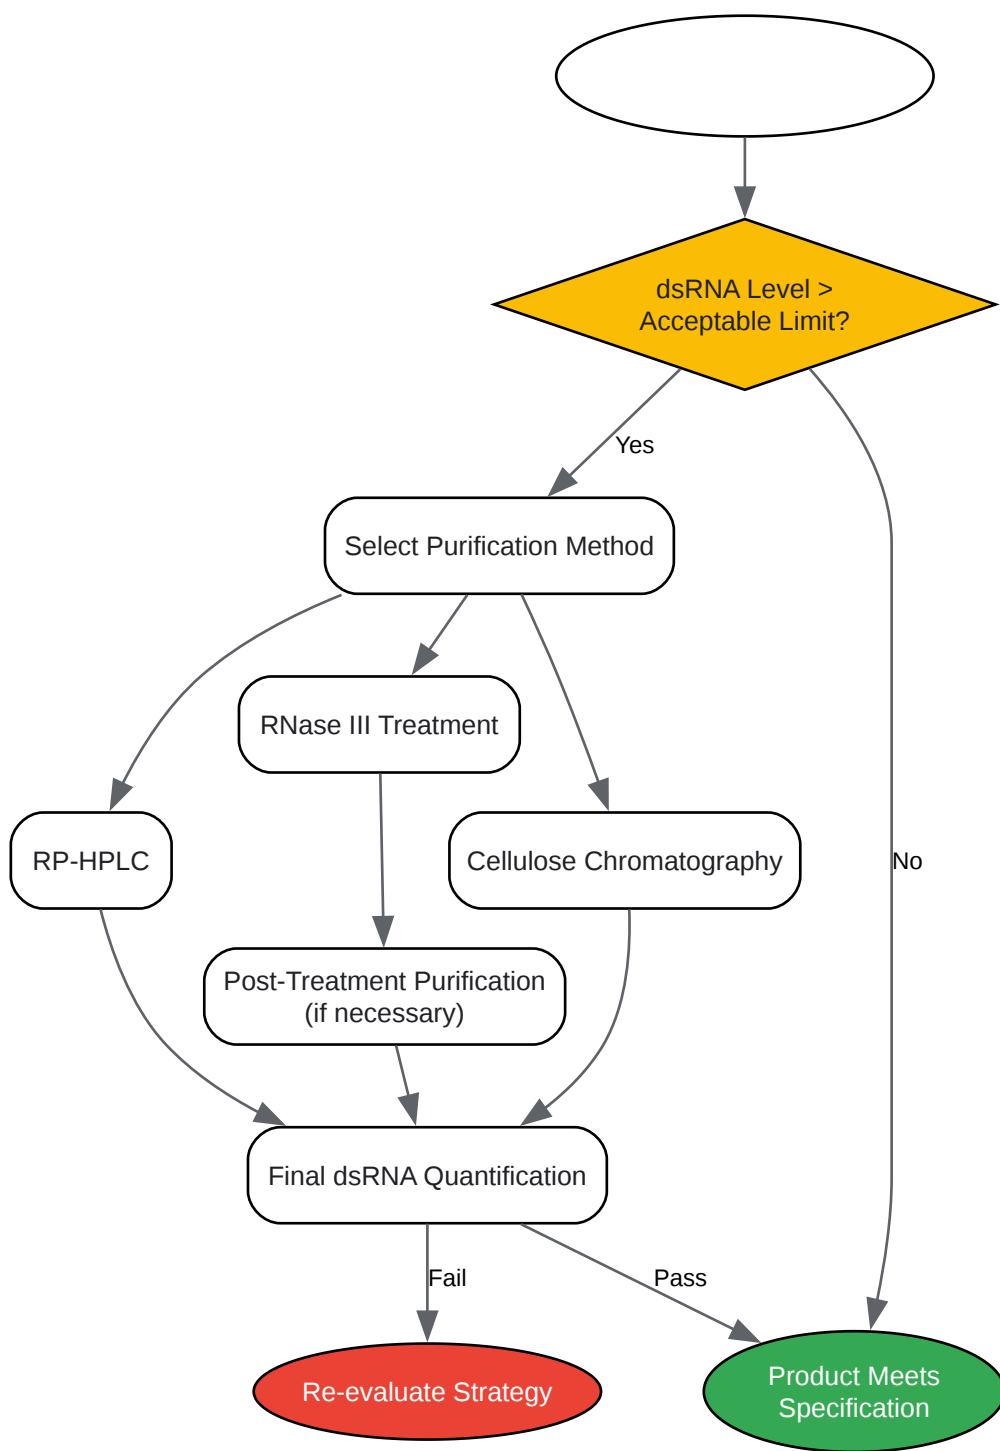 dsRNA Level >
Acceptable Limit?
Yes
Select Purification Method
RNase III Treatment
RP-HPLC
Cellulose Chromatography
No
Post-Treatment Purification
(if necessary)
Final dsRNA Quantification
Fail
Pass
Re-evaluate Strategy
Product Meets
Specification